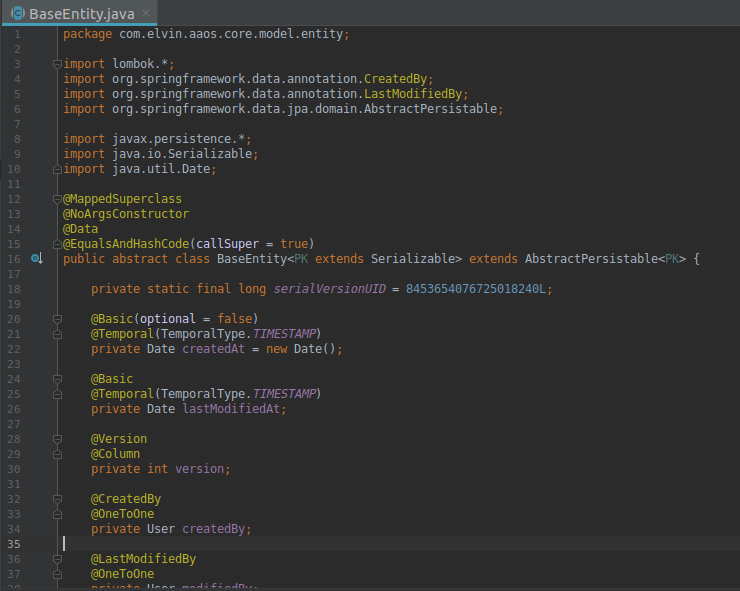 BaseEntity.java
1 package com.elvin.aaos.core.model.entity;
2
3 import lombok.*;
4 import org.springframework.data.annotation.CreatedBy;
5 import org.springframework.data.annotation.LastModifiedBy;
6 import org.springframework.data.jpa.domain.AbstractPersistable;
7
8 import javax.persistence.*;
9 import java.io.Serializable;
10 import java.util.Date;
11
12 @MappedSuperclass
13 @NoArgsConstructor
14 @Data
15 @EqualsAndHashCode(callSuper = true)
16 public abstract class BaseEntity<PK extends Serializable> extends AbstractPersistable<PK> {
17
18 private static final long serialVersionUID = 8453654076725018240L;
19
20 @Basic(optional = false)
21 @Temporal(TemporalType.TIMESTAMP)
22 private Date createdAt = new Date();
23
24 @Basic
25 @Temporal(TemporalType.TIMESTAMP)
26 private Date lastModifiedAt;
27
28 @Version
29 @Column
30 private int version;
31
32 @CreatedBy
33 @OneToOne
34 private User createdBy;
35
36 @LastModifiedBy
37 @OneToOne
38 private User modifiedBy;